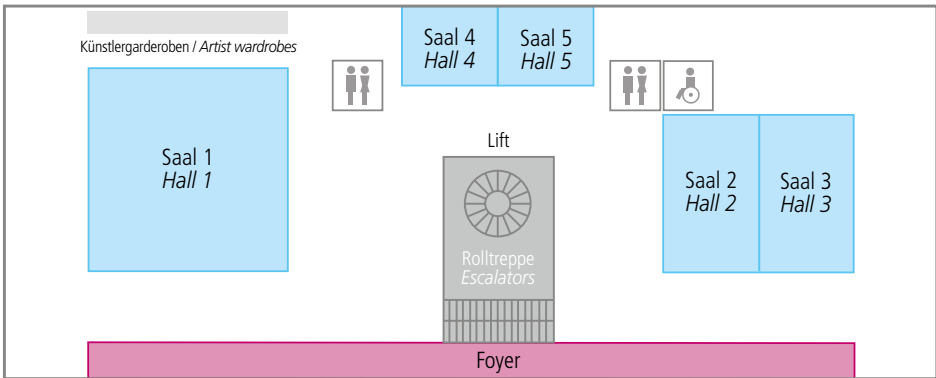 Künstlergarderoben / Artist wardrobes
Saal 4
Hall 4
Saal 5
Hall 5
Saal 1
Hall 1
Lift
Saal 2
Hall 2
Saal 3
Hall 3
Rolltreppe
Escalators
Foyer